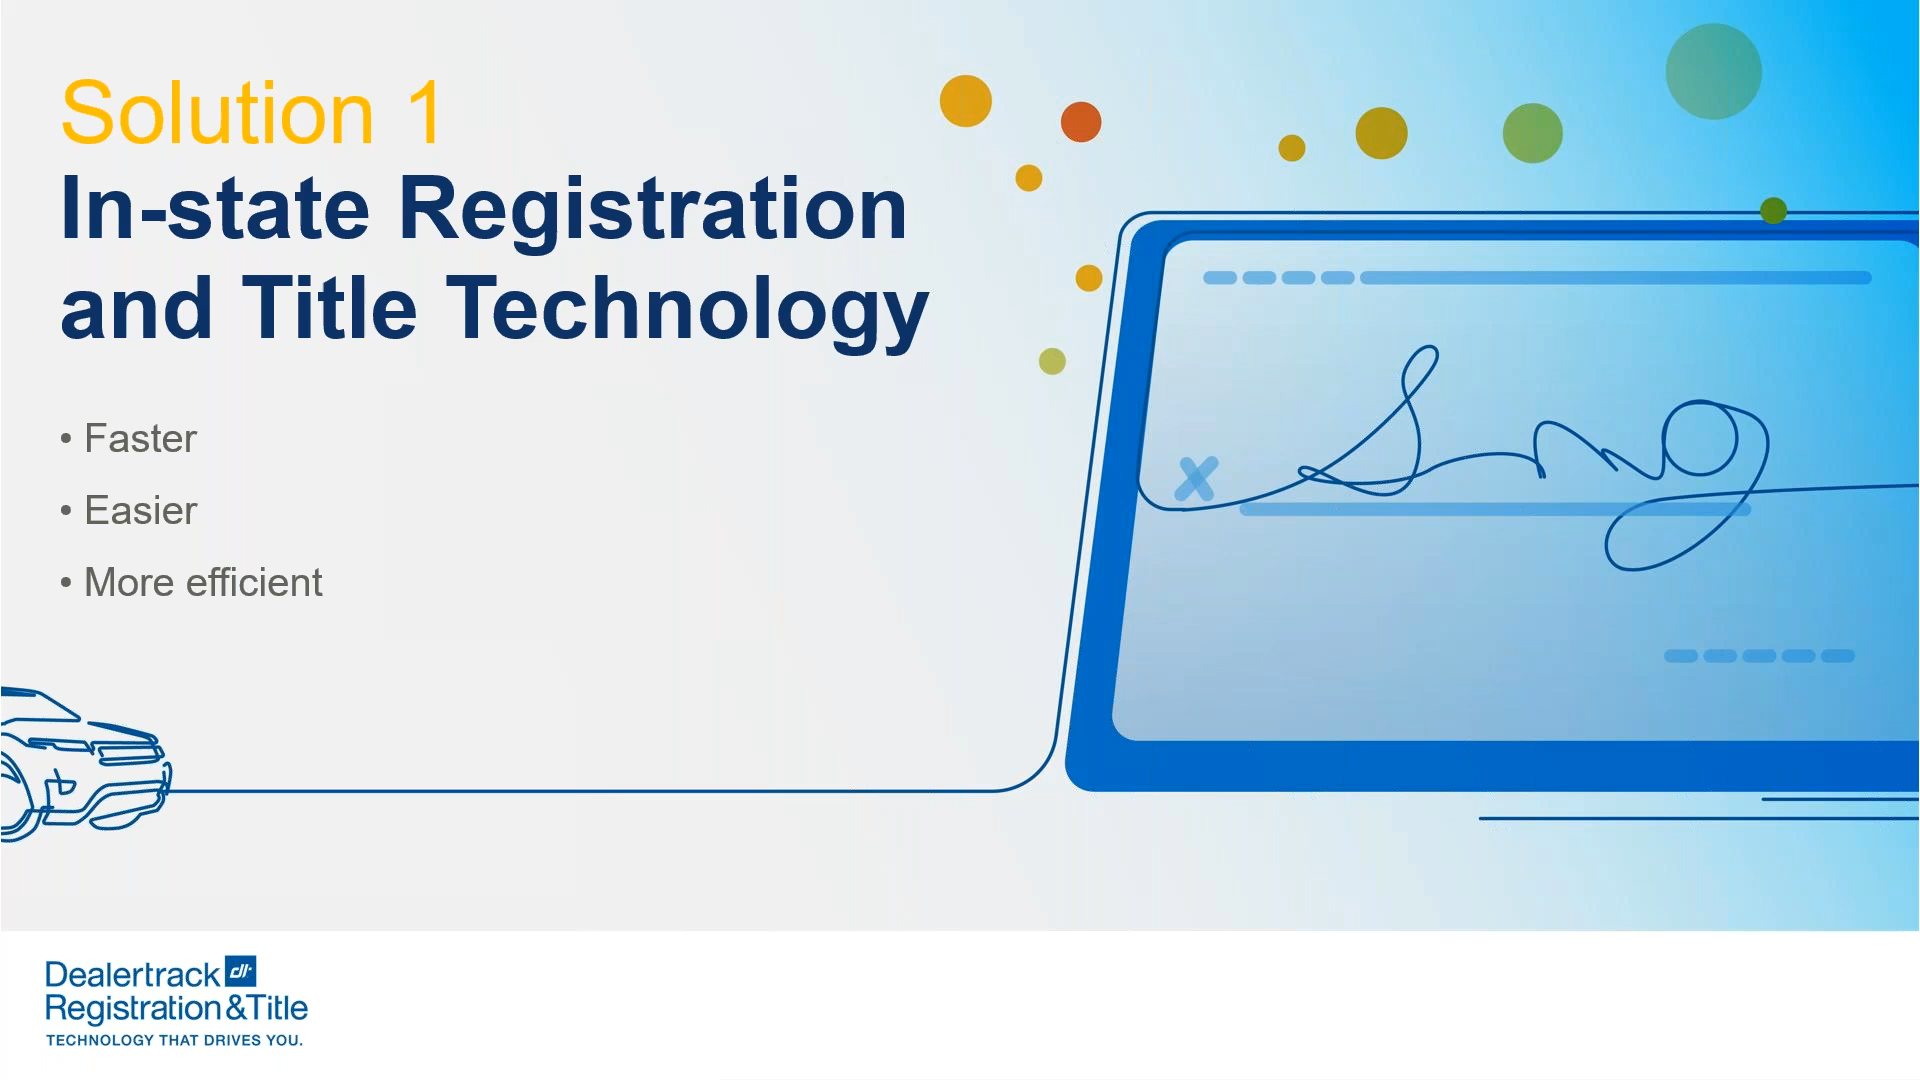 Solution 1
In-state Registration
and Title Technology
• Faster
• Easier
• More efficient
Dealertrack dt
Registration & Title
TECHNOLOGY THAT DRIVES YOU.